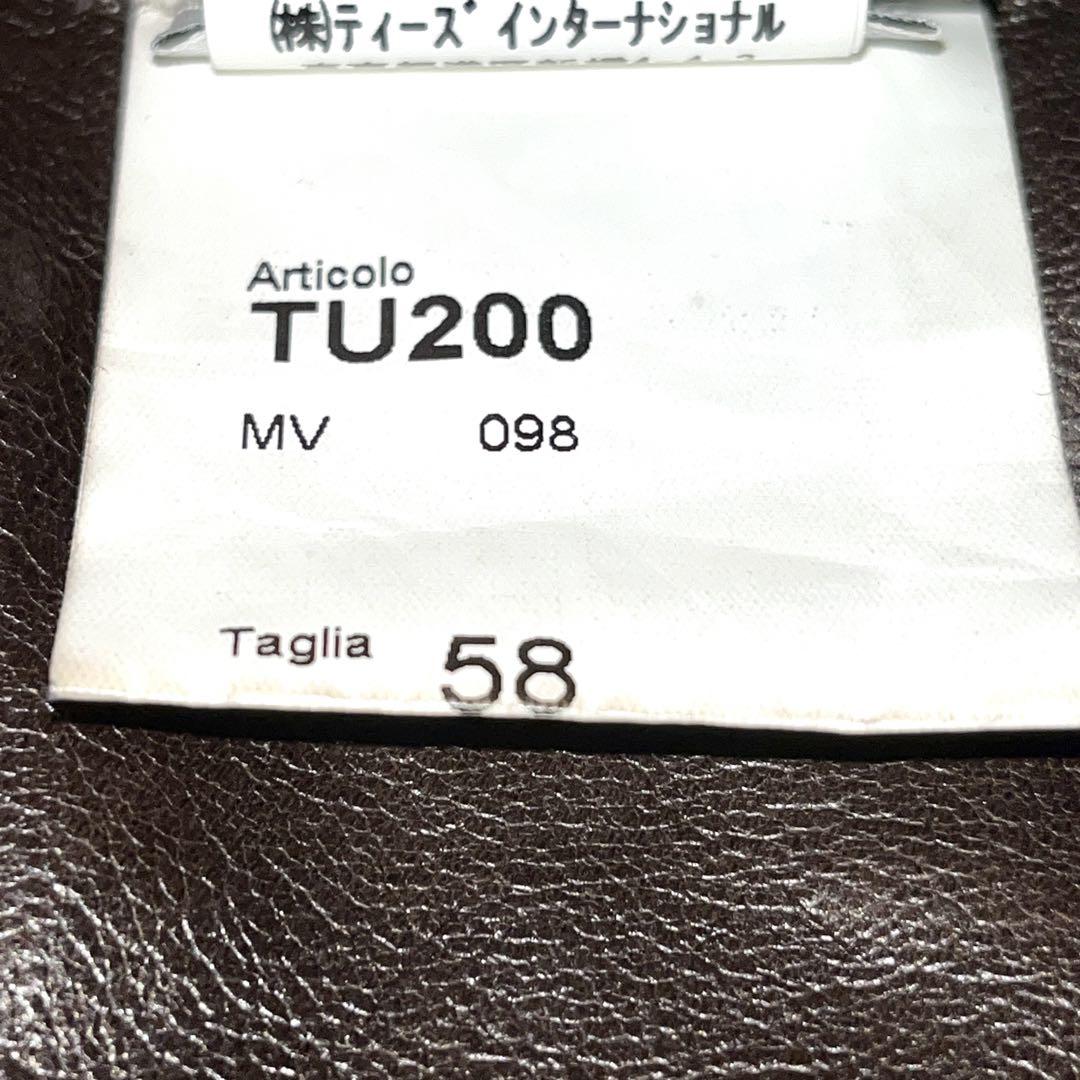 ㈱ティーズ インターナショナル
Articolo
TU200
MV 098
Taglia 58